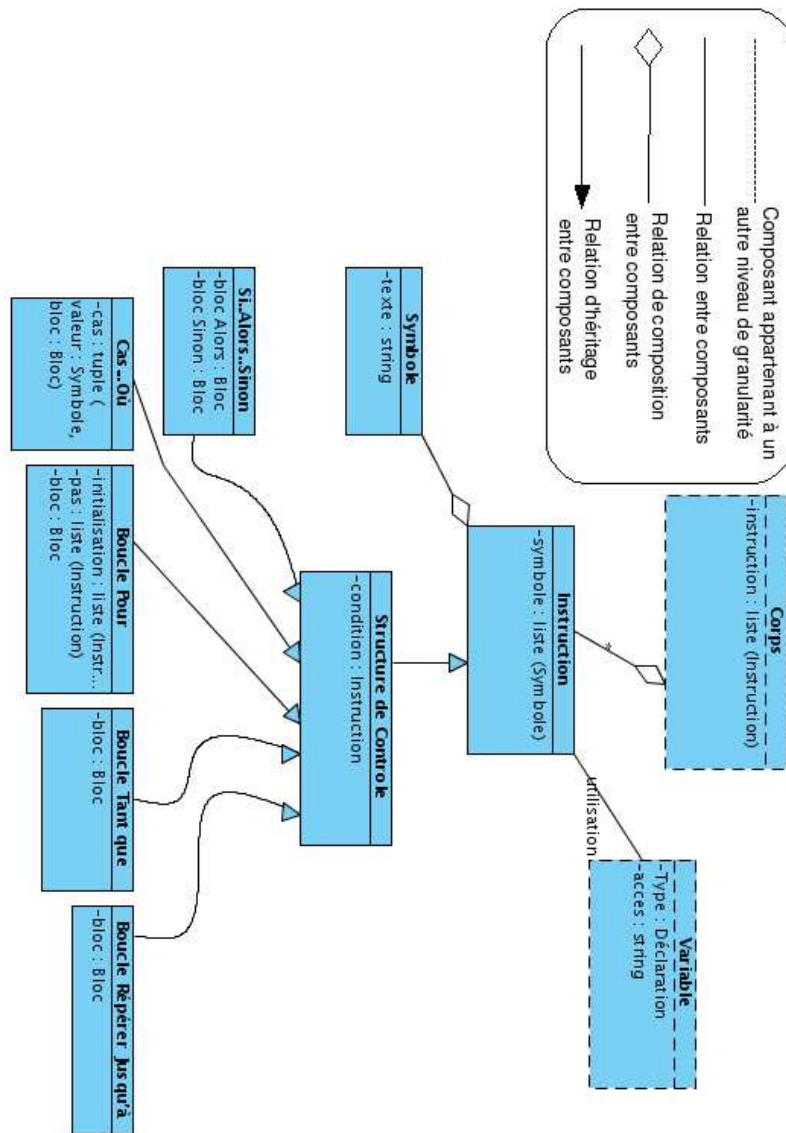 Composant appartenant à un
autre niveau de granularité
Relation entre composants
Relation de composition
entre composants
Relation d'héritage
entre composants
Corps
-instruction : liste (Instruction)
Variable
-Type : Déclaration
-acces : string
*
utilisation
Symbole
-texte : string
Instruction
-symbole : liste (Symbole)
Structure de Controle
-condition : Instruction
Si..Alors..Sinon
-bloc Alors : Bloc
-bloc Sinon : Bloc
Cas ...Où
-cas : tuple (
valeur : Symbole,
bloc : Bloc)
Boucle Pour
-initialisation : liste (Instr...
-pas : liste (Instruction)
-bloc : Bloc
Boucle Tant que
-bloc : Bloc
Boucle Répérer Jusqu'à
-bloc : Bloc